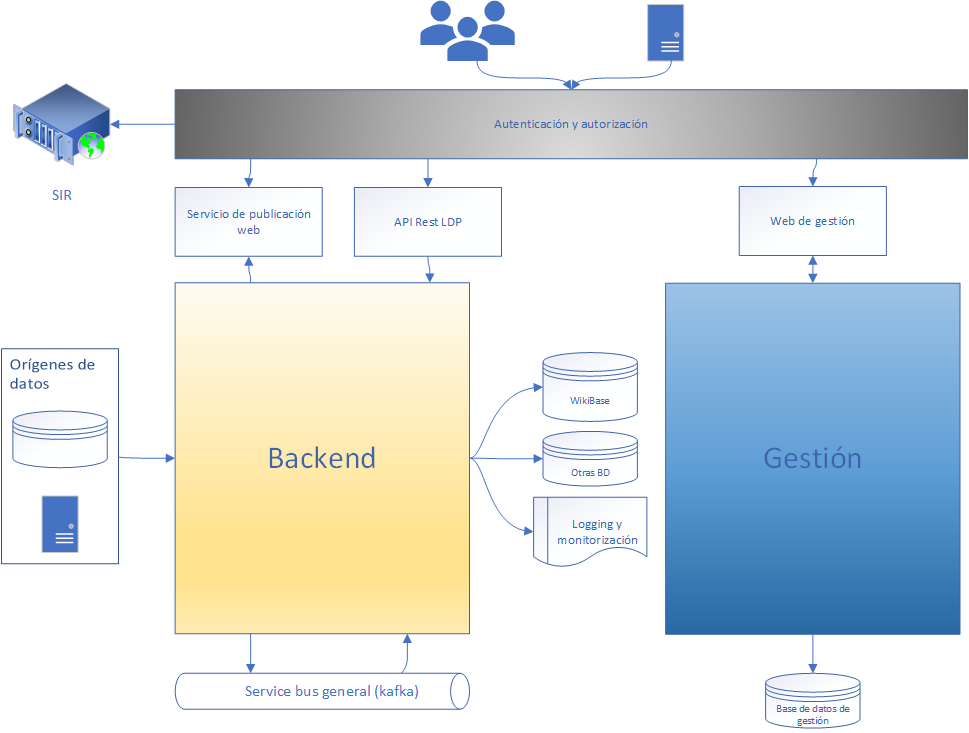 Autenticación y autorización
SIR
Servicio de publicación
web
API Rest LDP
Web de gestión
Orígenes de
datos
Backend
WikiBase
Otras BD
Logging y
monitorización
Gestión
Service bus general (kafka)
Base de datos de
gestión